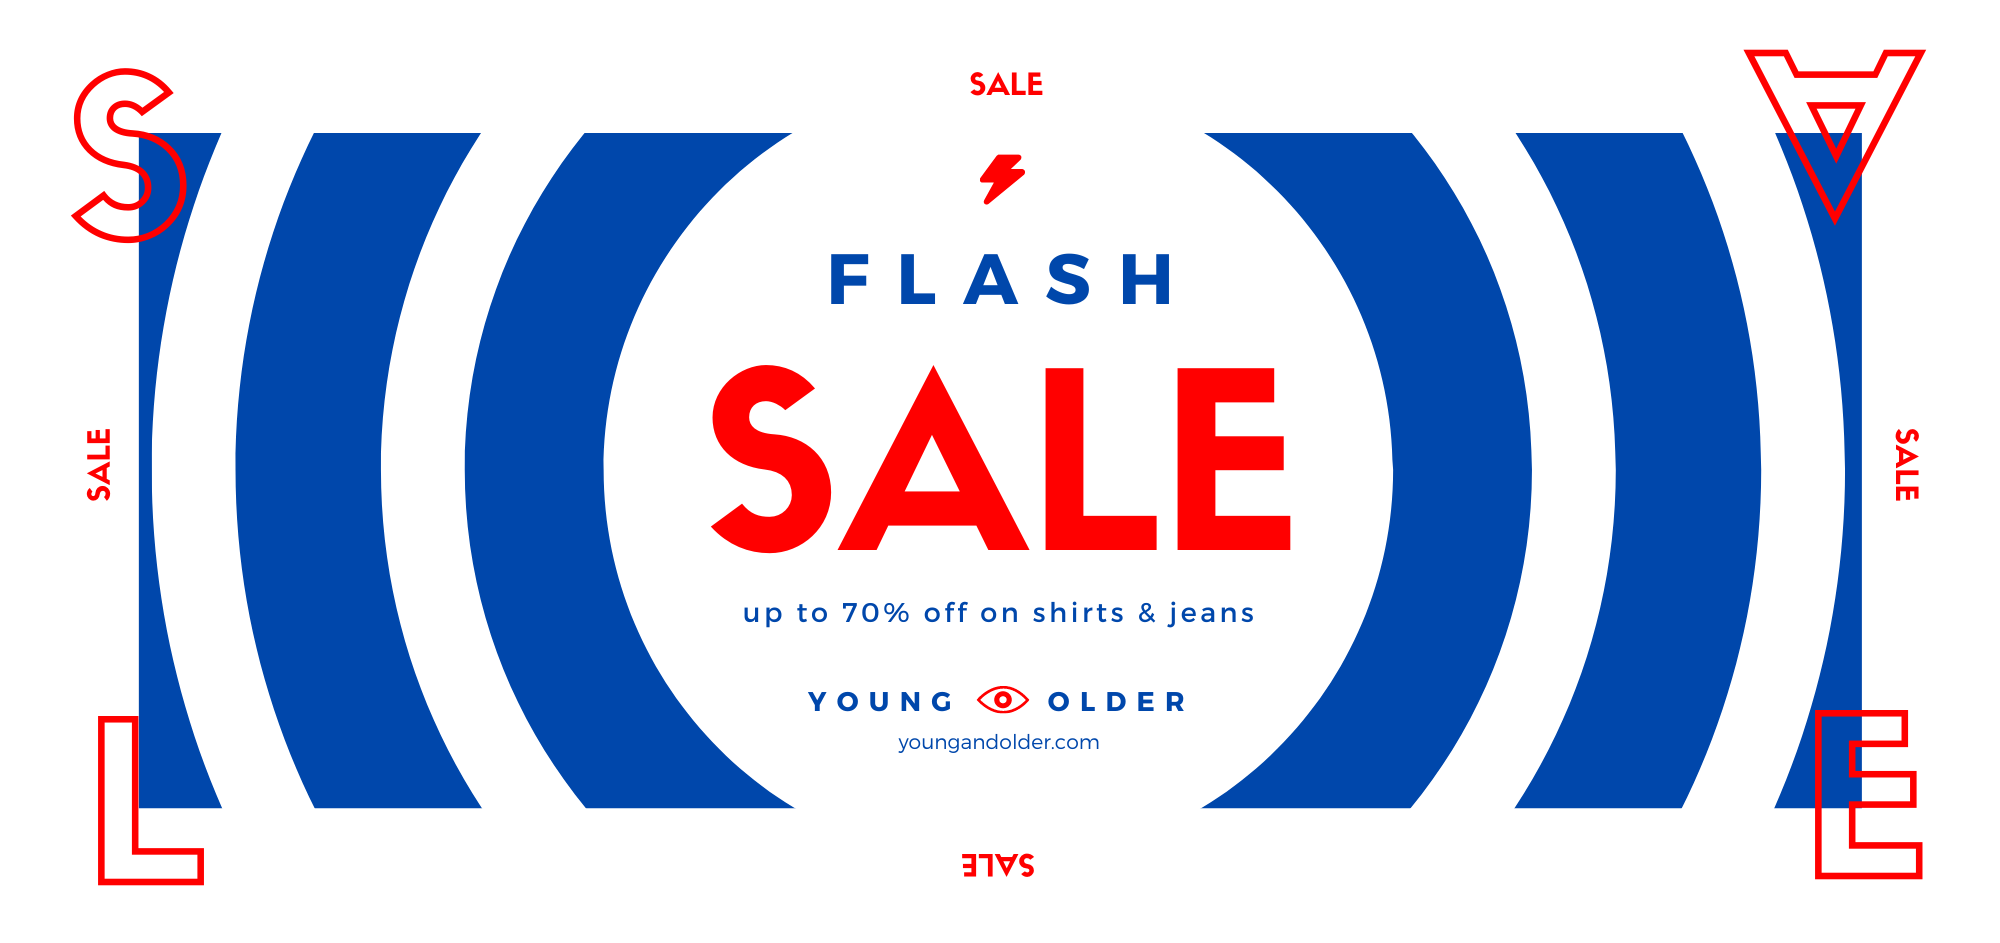 S
A
SALE
FLASH
SALE
SALE
SALE
up to 70% off on shirts & jeans
YOUNG OLDER
youngandolder.com
L
E
SALE